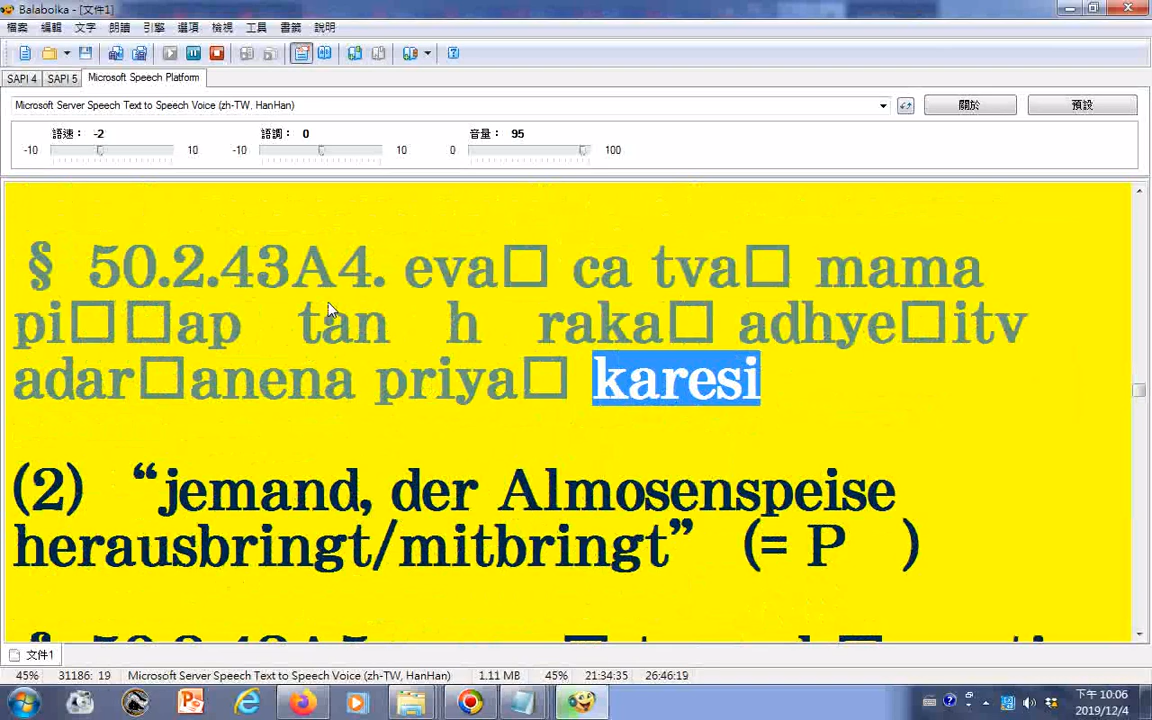 Balabolka - [文件1]
檔案 編輯 文字 朗讀 引擎 選項 檢視 工具 書籤 說明
SAPI 4 SAPI 5 Microsoft Speech Platform
Microsoft Server Speech Text to Speech Voice (zh-TW, HanHan) 關於 預設
語速： -2 語調： 0 音量： 95
-10 10 -10 10 0 100
§ 50.2.43A4. eva□ ca tva□ mama
pi□□ap tan h raka□ adhye□itv
adar□anena priya□ karesi
(2) “jemand, der Almosenspeise
herausbringt/mitbringt” (= P )
文件1
45% 31186: 19 Microsoft Server Speech Text to Speech Voice (zh-TW, HanHan) 1.11 MB 45% 21:34:35 26:46:19
下午 10:06
2019/12/4